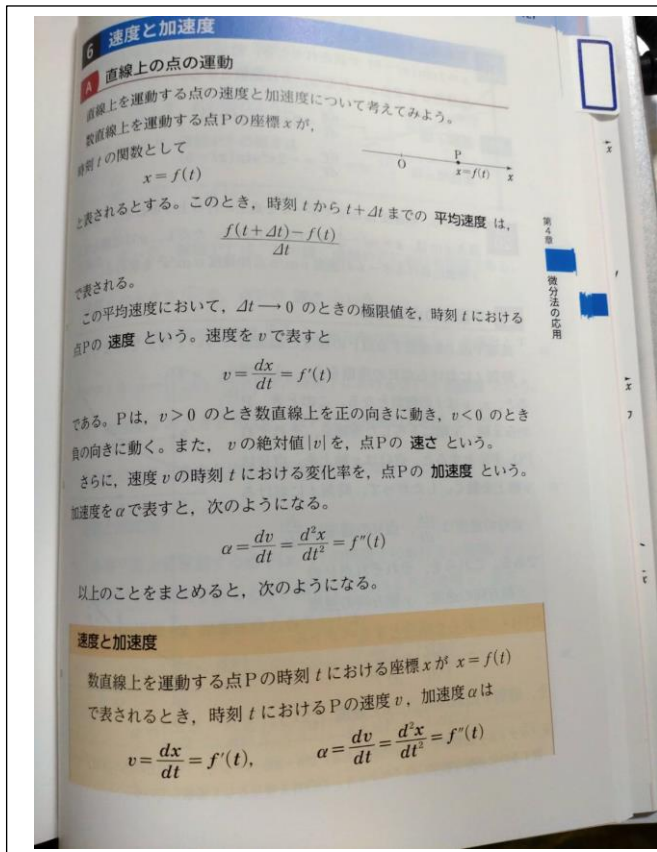 6 速度と加速度
A 直線上の点の運動
直線上を運動する点の速度と加速度について考えてみよう。
数直線上を運動する点Pの座標xが,
時刻tの関数として
x=f(t)
O P x=f(t) x
と表されるとする。このとき, 時刻tからt+Δtまでの 平均速度 は,
\frac{f(t+Δt)-f(t)}{Δt}
で表される。
この平均速度において, Δt→0 のときの極限値を, 時刻tにおける
点Pの 速度 という。速度をvで表すと
v=\frac{dx}{dt}=f'(t)
である。Pは, v>0 のとき数直線上を正の向きに動き, v<0 のとき
負の向きに動く。また, vの絶対値|v|を, 点Pの 速さ という。
さらに, 速度vの時刻tにおける変化率を, 点Pの 加速度 という。
加速度をαで表すと, 次のようになる。
α=\frac{dv}{dt}=\frac{d^2x}{dt^2}=f''(t)
以上のことをまとめると, 次のようになる。
速度と加速度
数直線上を運動する点Pの時刻tにおける座標xが x=f(t)
で表されるとき, 時刻tにおけるPの速度v, 加速度αは
v=\frac{dx}{dt}=f'(t), α=\frac{dv}{dt}=\frac{d^2x}{dt^2}=f''(t)
第4章
微分法の応用
x
x